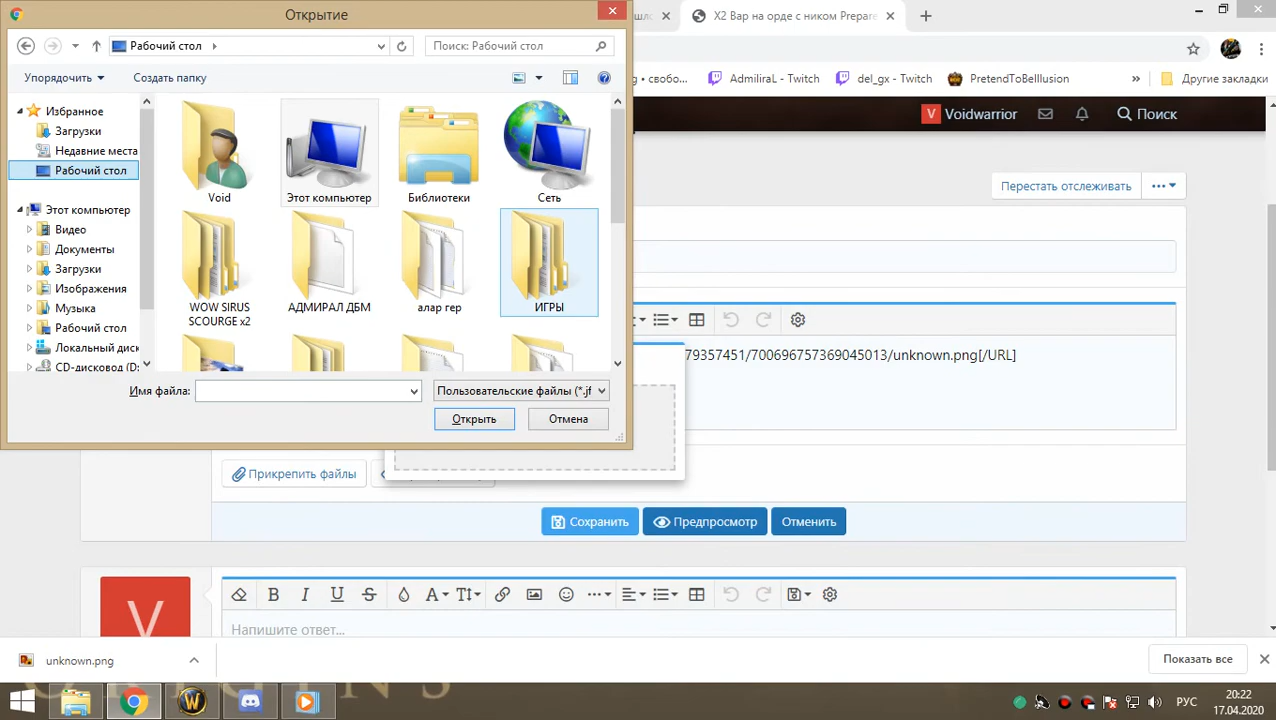 Открытие
Рабочий стол
Поиск: Рабочий стол
Упорядочить
Создать папку
Избранное
Загрузки
Недавние места
Рабочий стол
Этот компьютер
Видео
Документы
Загрузки
Изображения
Музыка
Рабочий стол
Локальный диск
CD-дисковод (D:
Void
Этот компьютер
Библиотеки
Сеть
WOW SIRUS
SCOURGE x2
АДМИРАЛ ДБМ
алар гер
ИГРЫ
Имя файла:
Пользовательские файлы (*.jf
Открыть
Отмена
X2 Вар на орде с ником Prepare
g • свобо...
AdmiliraL - Twitch
del_gx - Twitch
PretendToBeIllusion
»
Другие закладки
V Voidwarrior
Поиск
Перестать отслеживать
79357451/700696757369045013/unknown.png[/URL]
Прикрепить файлы
Сохранить
Предпросмотр
Отменить
V
B I U S
Напишите ответ...
unknown.png
Показать все
РУС
20:22
17.04.2020